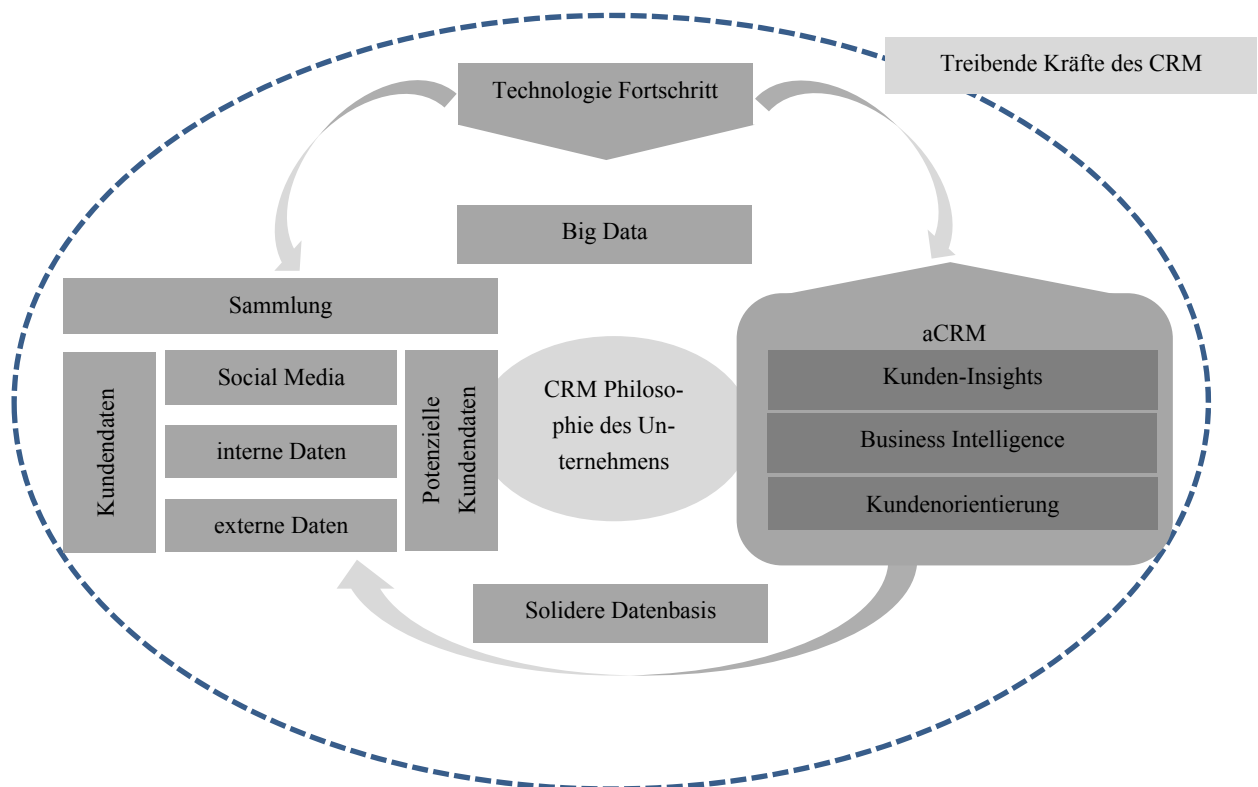 Treibende Kräfte des CRM
Technologie Fortschritt
Big Data
Sammlung
Kundendaten
Social Media
interne Daten
externe Daten
Potenzielle
Kundendaten
CRM Philoso-
phie des Un-
ternehmens
aCRM
Kunden-Insights
Business Intelligence
Kundenorientierung
Solidere Datenbasis